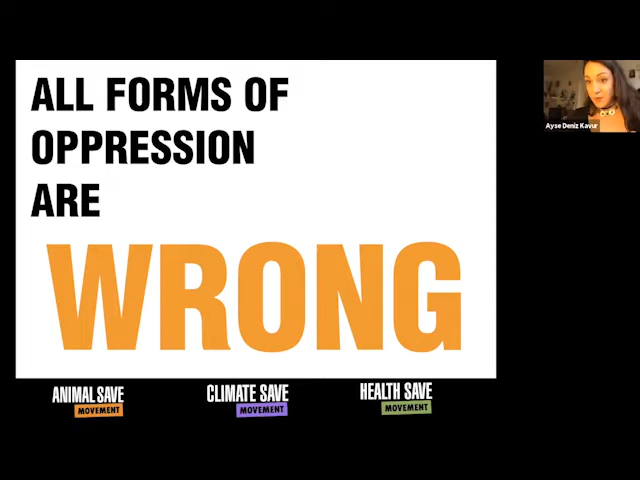 ALL FORMS OF
OPPRESSION
ARE
WRONG
Ayse Deniz Kavur
ANIMAL SAVE
MOVEMENT
CLIMATE SAVE
MOVEMENT
HEALTH SAVE
MOVEMENT